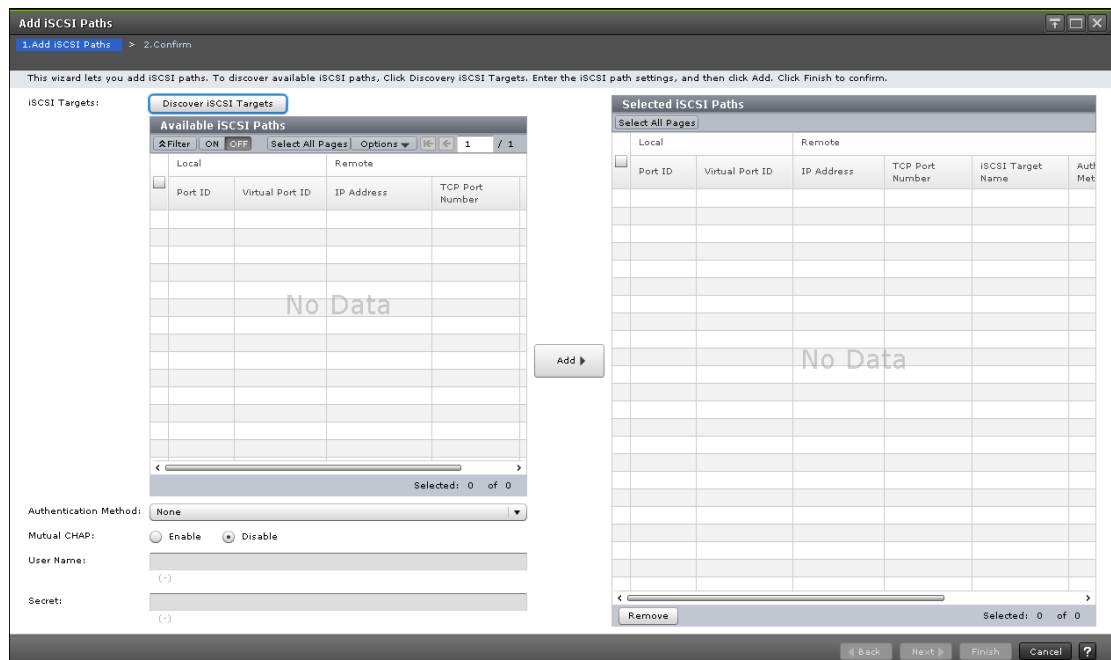 Add iSCSI Paths
1.Add iSCSI Paths > 2.Confirm
This wizard lets you add iSCSI paths. To discover available iSCSI paths, Click Discovery iSCSI Targets. Enter the iSCSI path settings, and then click Add. Click Finish to confirm.
iSCSI Targets:
Discover iSCSI Targets
Available iSCSI Paths
Filter ON OFF Select All Pages Options 1 / 1
Local Remote
Port ID Virtual Port ID IP Address TCP Port Number
No Data
Selected: 0 of 0
Authentication Method: None
Mutual CHAP: Enable Disable
User Name:
(-)
Secret:
(-)
Add
Selected iSCSI Paths
Select All Pages
Local Remote
Port ID Virtual Port ID IP Address TCP Port Number iSCSI Target Name Auth Met
No Data
Remove Selected: 0 of 0
Back Next Finish Cancel ?